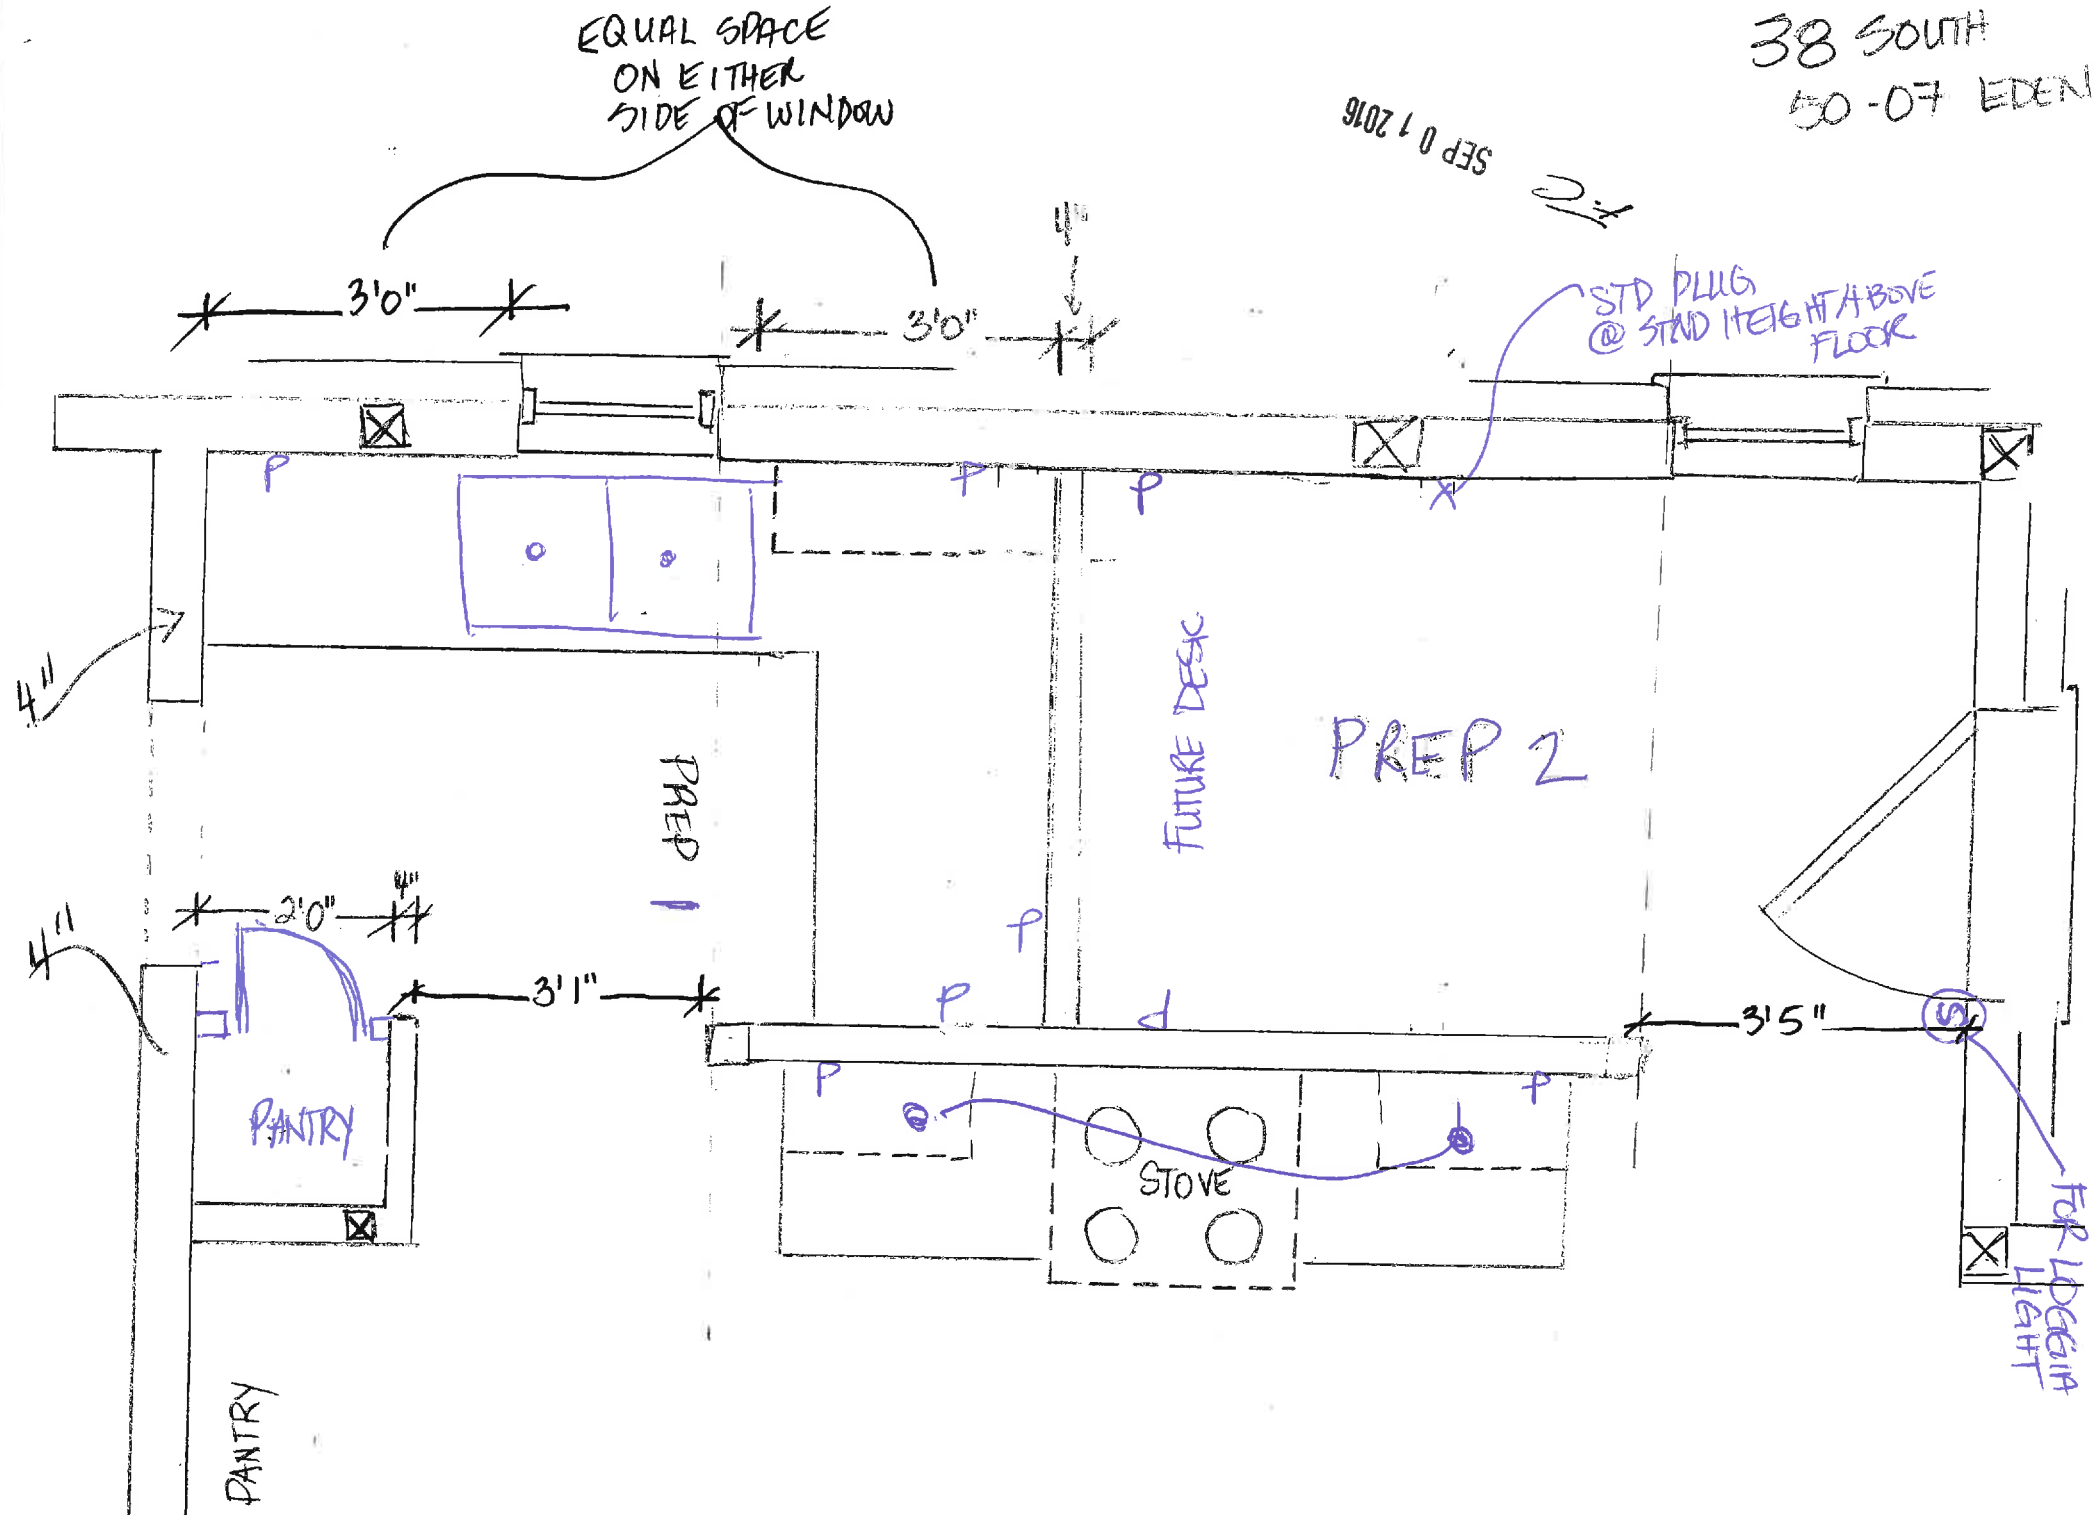 EQUAL SPACE
ON EITHER
SIDE OF WINDOW
38 SOUTH
50-07 EDEN
SEP 01 2016
4"
3'0"
3'0"
STD PLUG
@ STND HEIGHT ABOVE
FLOOR
P
P
P
X
4"
FUTURE DESK
PREP 2
PREP 1
2'0"
4"
4"
3'1"
P
P
P
3'5"
S
P
P
PANTRY
STOVE
FOR LOGGIA
LIGHT
PANTRY